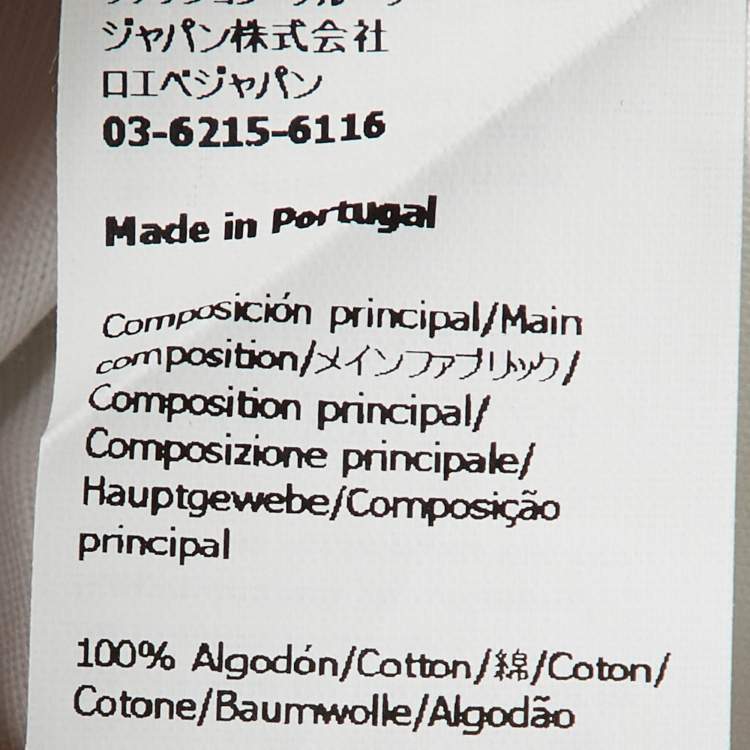 ジャパン株式会社
ロエベジャパン
03-6215-6116
Made in Portugal
Composición principal/Main
composition/メインファブリック/
Composition principal/
Composizione principale/
Hauptgewebe/Composição
principal
100% Algodón/Cotton/綿/Coton/
Cotone/Baumwolle/Algodão